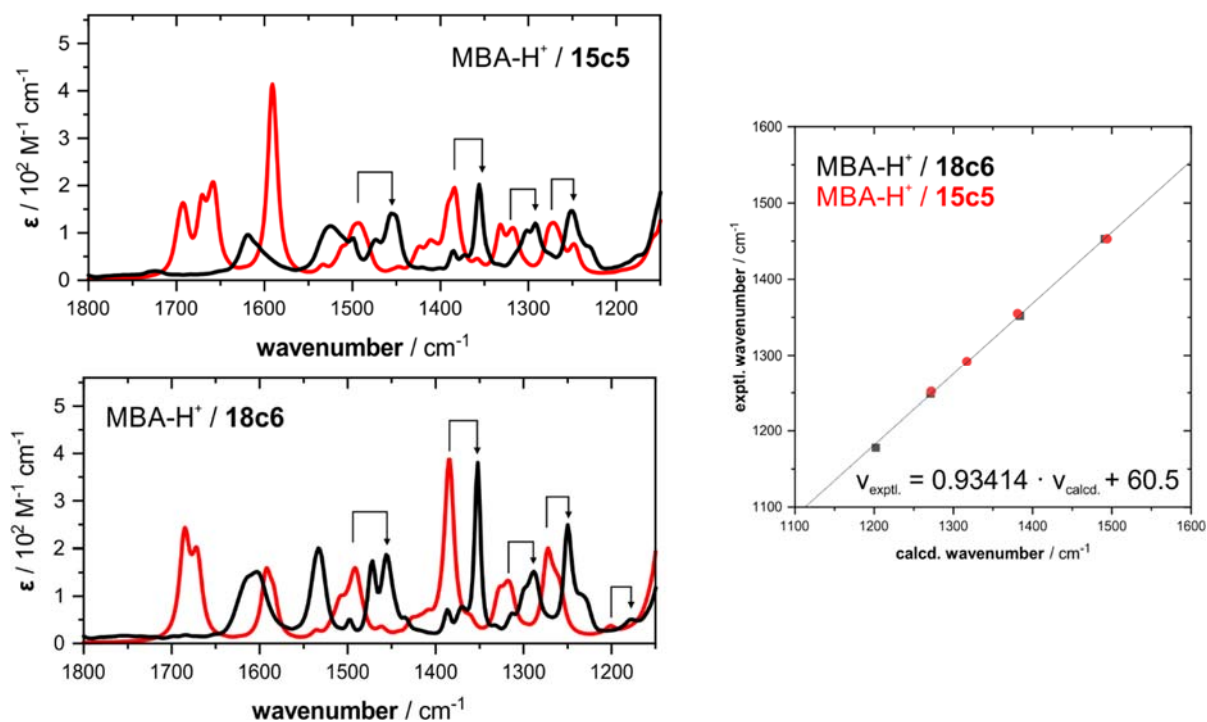 MBA-H⁺ / 15c5
ε / 10² M⁻¹ cm⁻¹
5
4
3
2
1
0
1800 1700 1600 1500 1400 1300 1200
wavenumber / cm⁻¹
MBA-H⁺ / 18c6
ε / 10² M⁻¹ cm⁻¹
5
4
3
2
1
0
1800 1700 1600 1500 1400 1300 1200
wavenumber / cm⁻¹
MBA-H⁺ / 18c6
MBA-H⁺ / 15c5
exptl. wavenumber / cm⁻¹
1600
1500
1400
1300
1200
1100
ν exptl. = 0.93414 · ν calcd. + 60.5
1100 1200 1300 1400 1500 1600
calcd. wavenumber / cm⁻¹